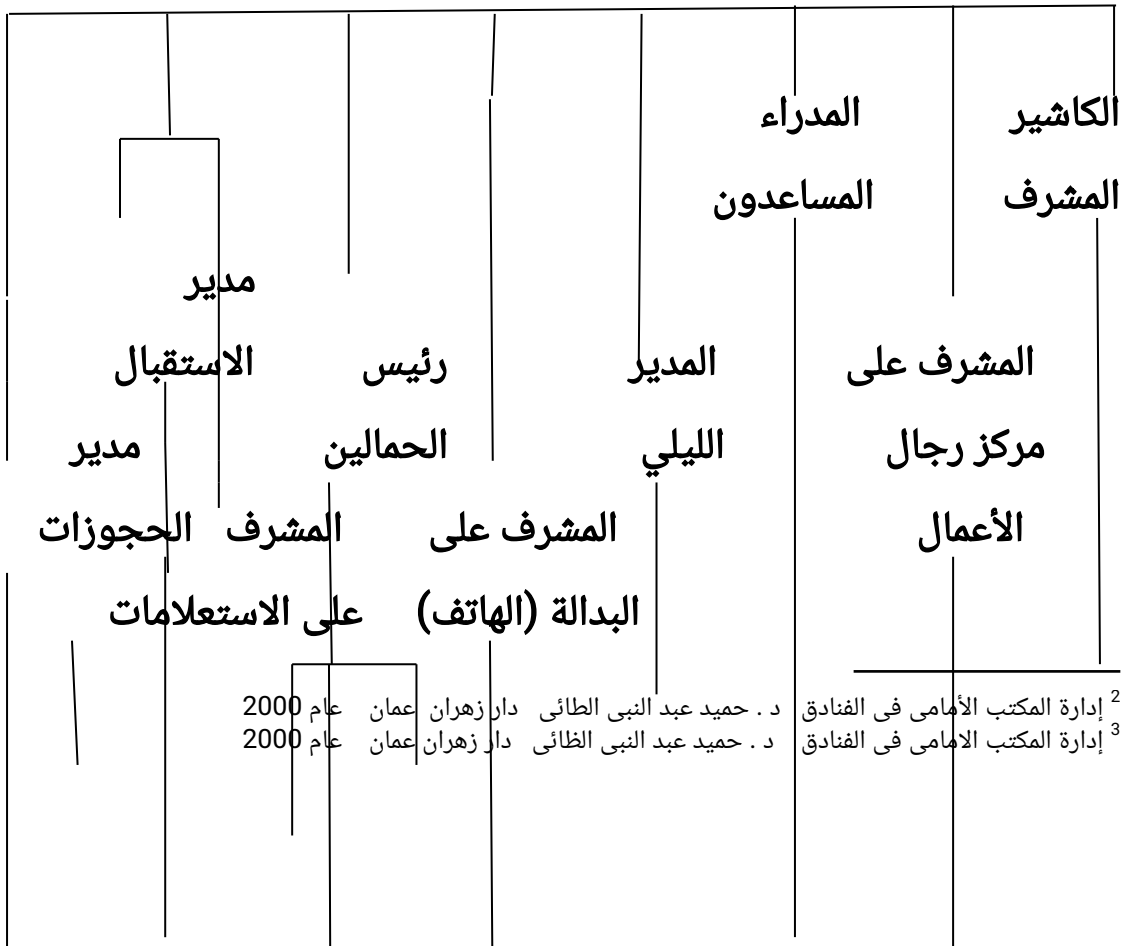 الكاشير المدراء
المشرف المساعدون
مدير
المشرف على المدير رئيس الاستقبال
مركز رجال الليلي الحمالين مدير
الأعمال المشرف على المشرف الحجوزات
البدالة (الهاتف) على الاستعلامات
2 إدارة المكتب الأمامى فى الفنادق د . حميد عبد النبى الطائى دار زهران عمان عام 2000
3 إدارة المكتب الامامى فى الفنادق د . حميد عبد النبى الظائى دار زهران عمان عام 2000